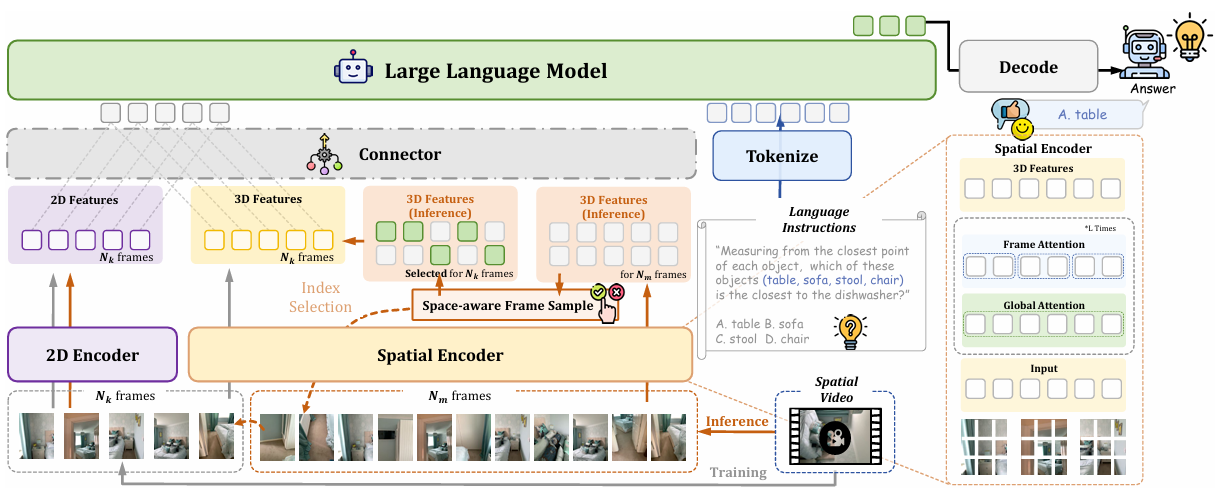 Large Language Model
Decode
Answer
A. table
Connector
Tokenize
Spatial Encoder
3D Features
*L Times
Frame Attention
Global Attention
Input
2D Features
N_k frames
3D Features
N_k frames
3D Features
(Inference)
Selected for N_k frames
3D Features
(Inference)
for N_m frames
Index
Selection
Space-aware Frame Sample
Language
Instructions
“Measuring from the closest point
of each object, which of these
objects (table, sofa, stool, chair)
is the closest to the dishwasher?”
A. table B. sofa
C. stool D. chair
2D Encoder
Spatial Encoder
N_k frames
N_m frames
Inference
Spatial
Video
Training